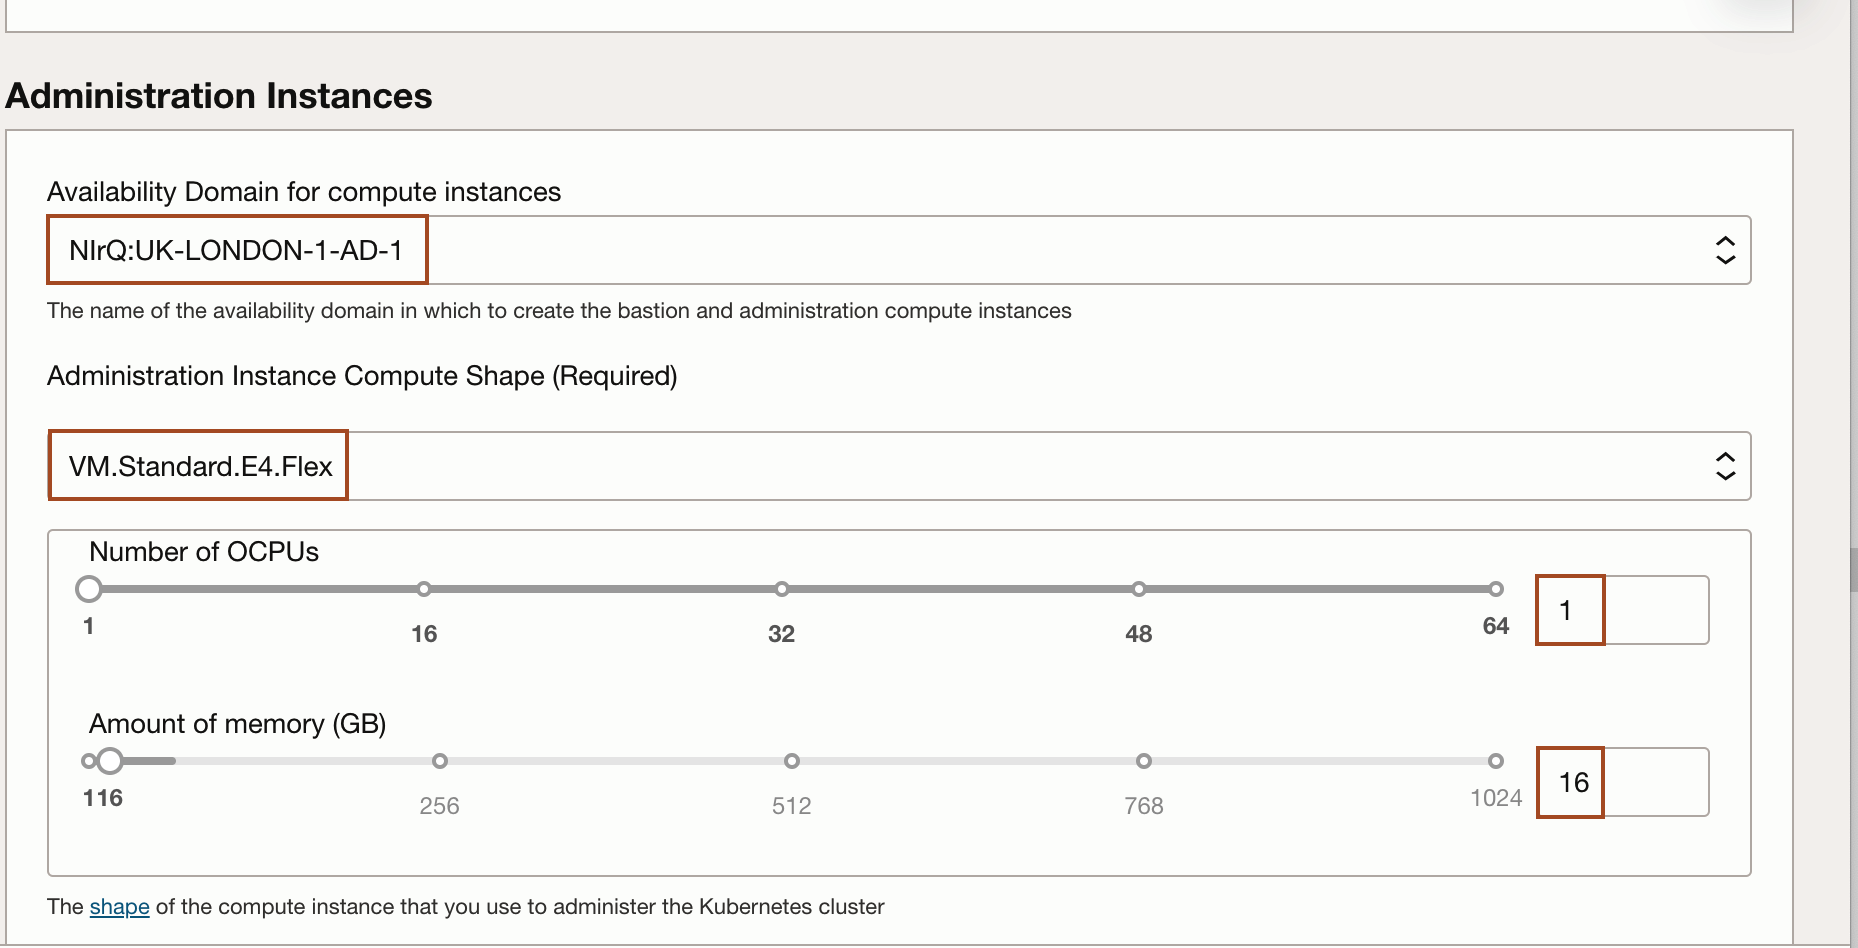 Administration Instances
Availability Domain for compute instances
NIrQ:UK-LONDON-1-AD-1
The name of the availability domain in which to create the bastion and administration compute instances
Administration Instance Compute Shape (Required)
VM.Standard.E4.Flex
Number of OCPUs
1 16 32 48 64
1
Amount of memory (GB)
116 256 512 768 1024
16
The shape of the compute instance that you use to administer the Kubernetes cluster